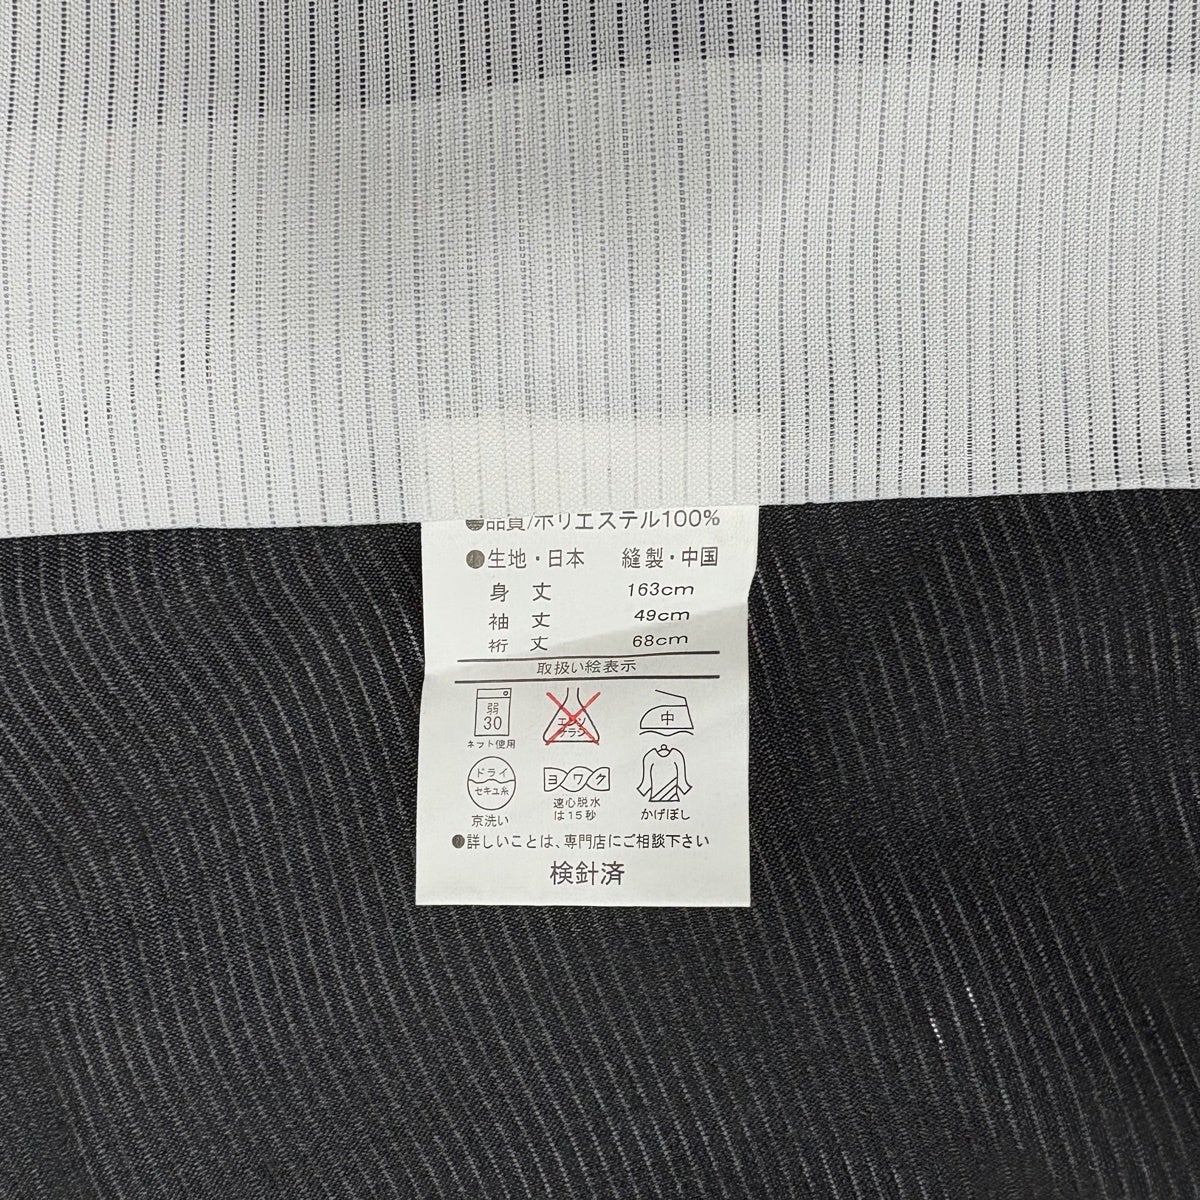 ●品質/ポリエステル100%
●生地・日本 縫製・中国
身丈 163cm
袖丈 49cm
裄丈 68cm
取扱い絵表示
弱
30
ネット使用
エンソ
サラシ
中
ドライ
セキユ系
京洗い
ヨワク
遠心脱水
は15秒
かげぼし
●詳しいことは、専門店にご相談下さい
検針済